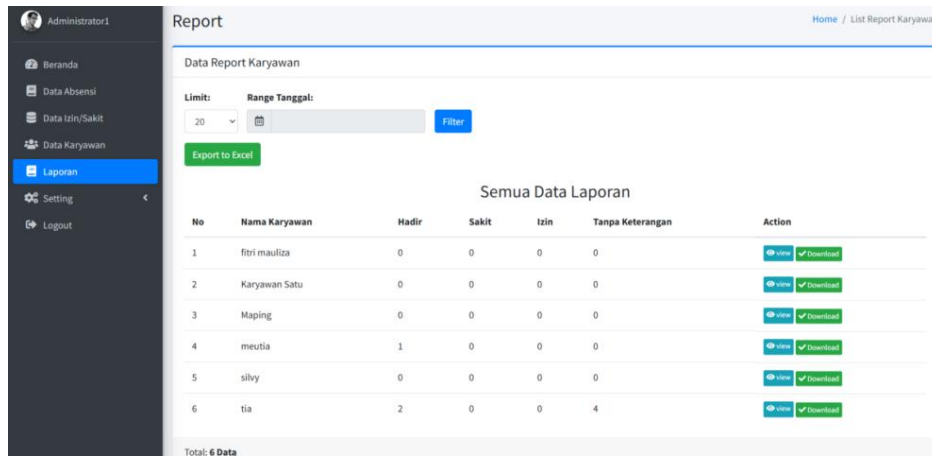 Administrator1
Beranda
Data Absensi
Data Izin/Sakit
Data Karyawan
Laporan
Setting
Logout
Report
Home / List Report Karyawa
Data Report Karyawan
Limit: Range Tanggal:
20 Filter
Export to Excel
Semua Data Laporan
No Nama Karyawan Hadir Sakit Izin Tanpa Keterangan Action
1 fitri mauliza 0 0 0 0 view Download
2 Karyawan Satu 0 0 0 0 view Download
3 Maping 0 0 0 0 view Download
4 meutia 1 0 0 0 view Download
5 silvy 0 0 0 0 view Download
6 tia 2 0 0 4 view Download
Total: 6 Data